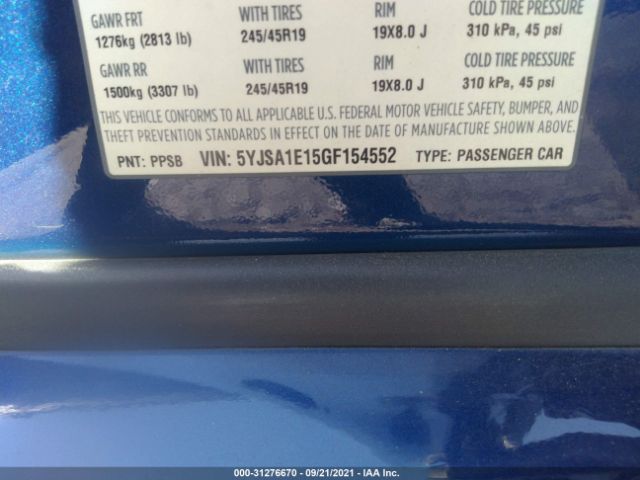 GAWR FRT WITH TIRES RIM COLD TIRE PRESSURE
1276kg (2813 lb) 245/45R19 19X8.0 J 310 kPa, 45 psi
GAWR RR WITH TIRES RIM COLD TIRE PRESSURE
1500kg (3307 lb) 245/45R19 19X8.0 J 310 kPa, 45 psi
THIS VEHICLE CONFORMS TO ALL APPLICABLE U.S. FEDERAL MOTOR VEHICLE SAFETY, BUMPER, AND
THEFT PREVENTION STANDARDS IN EFFECT ON THE DATE OF MANUFACTURE SHOWN ABOVE.
PNT: PPSB VIN: 5YJSA1E15GF154552 TYPE: PASSENGER CAR
000-31276670 - 09/21/2021 - IAA Inc.